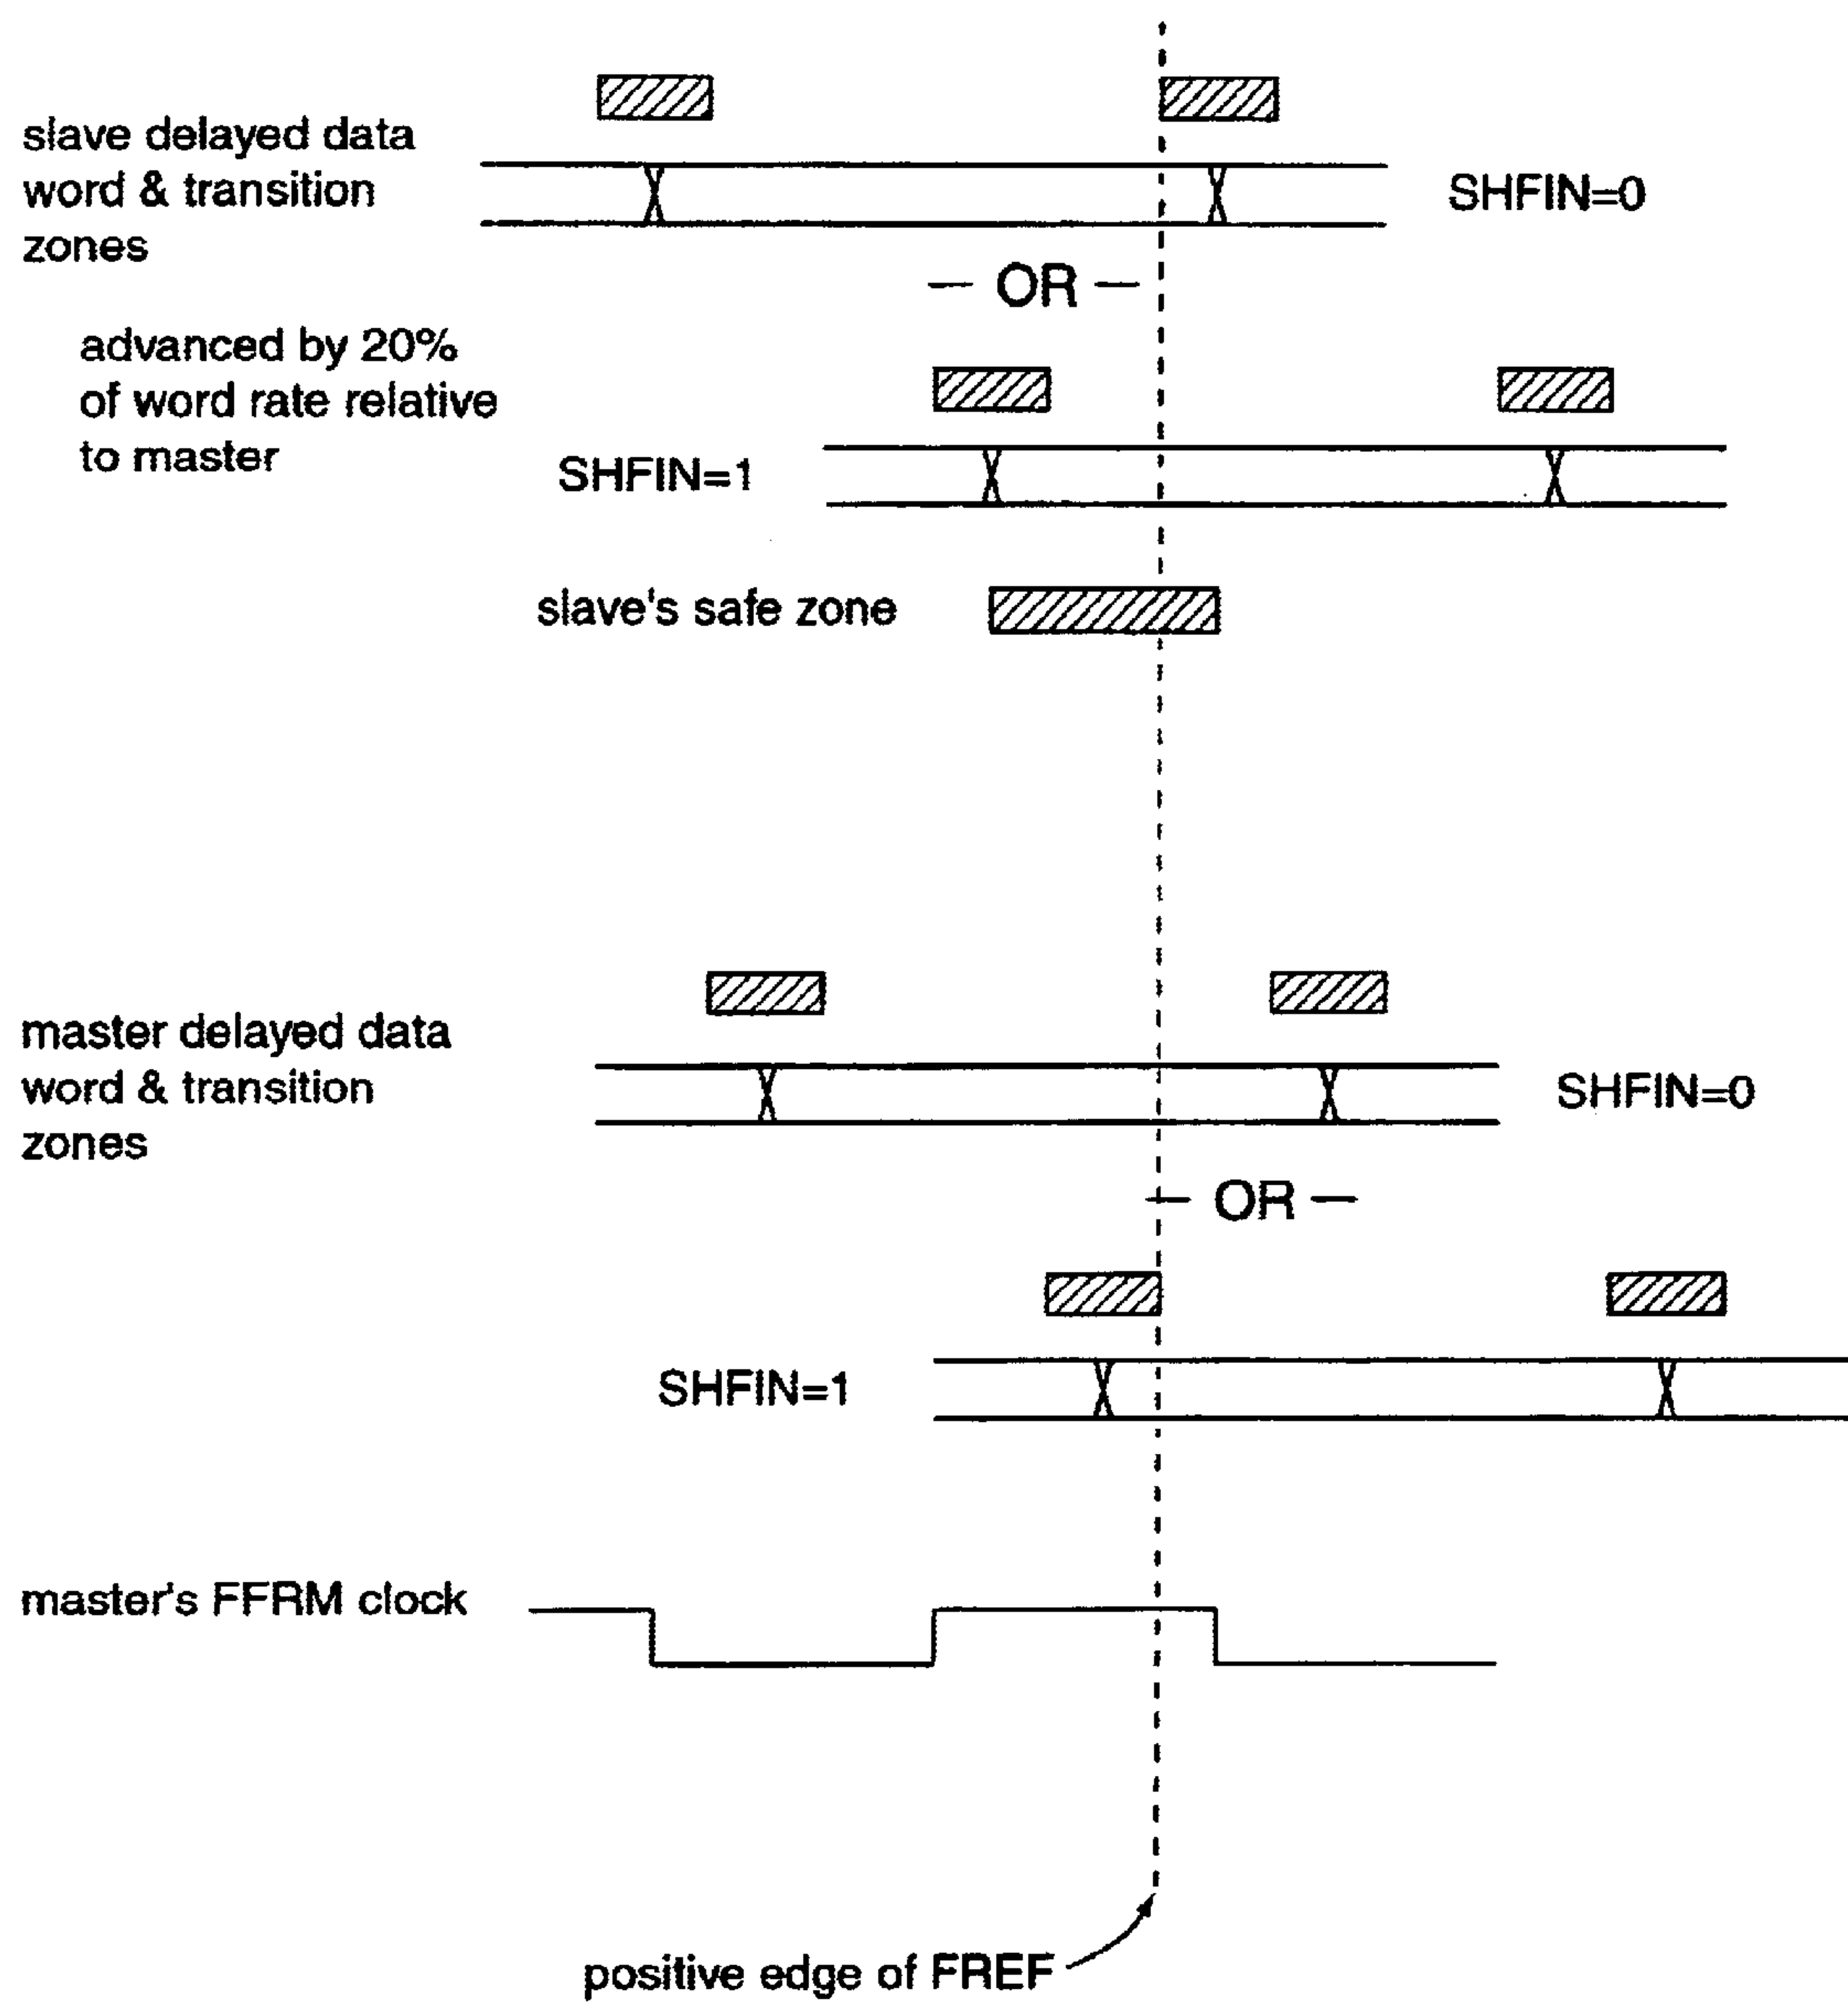 slave delayed data
word & transition
zones
SHFIN=0
— OR —
advanced by 20%
of word rate relative
to master
SHFIN=1
slave's safe zone
master delayed data
word & transition
zones
SHFIN=0
— OR —
SHFIN=1
master's FFRM clock
positive edge of FREF